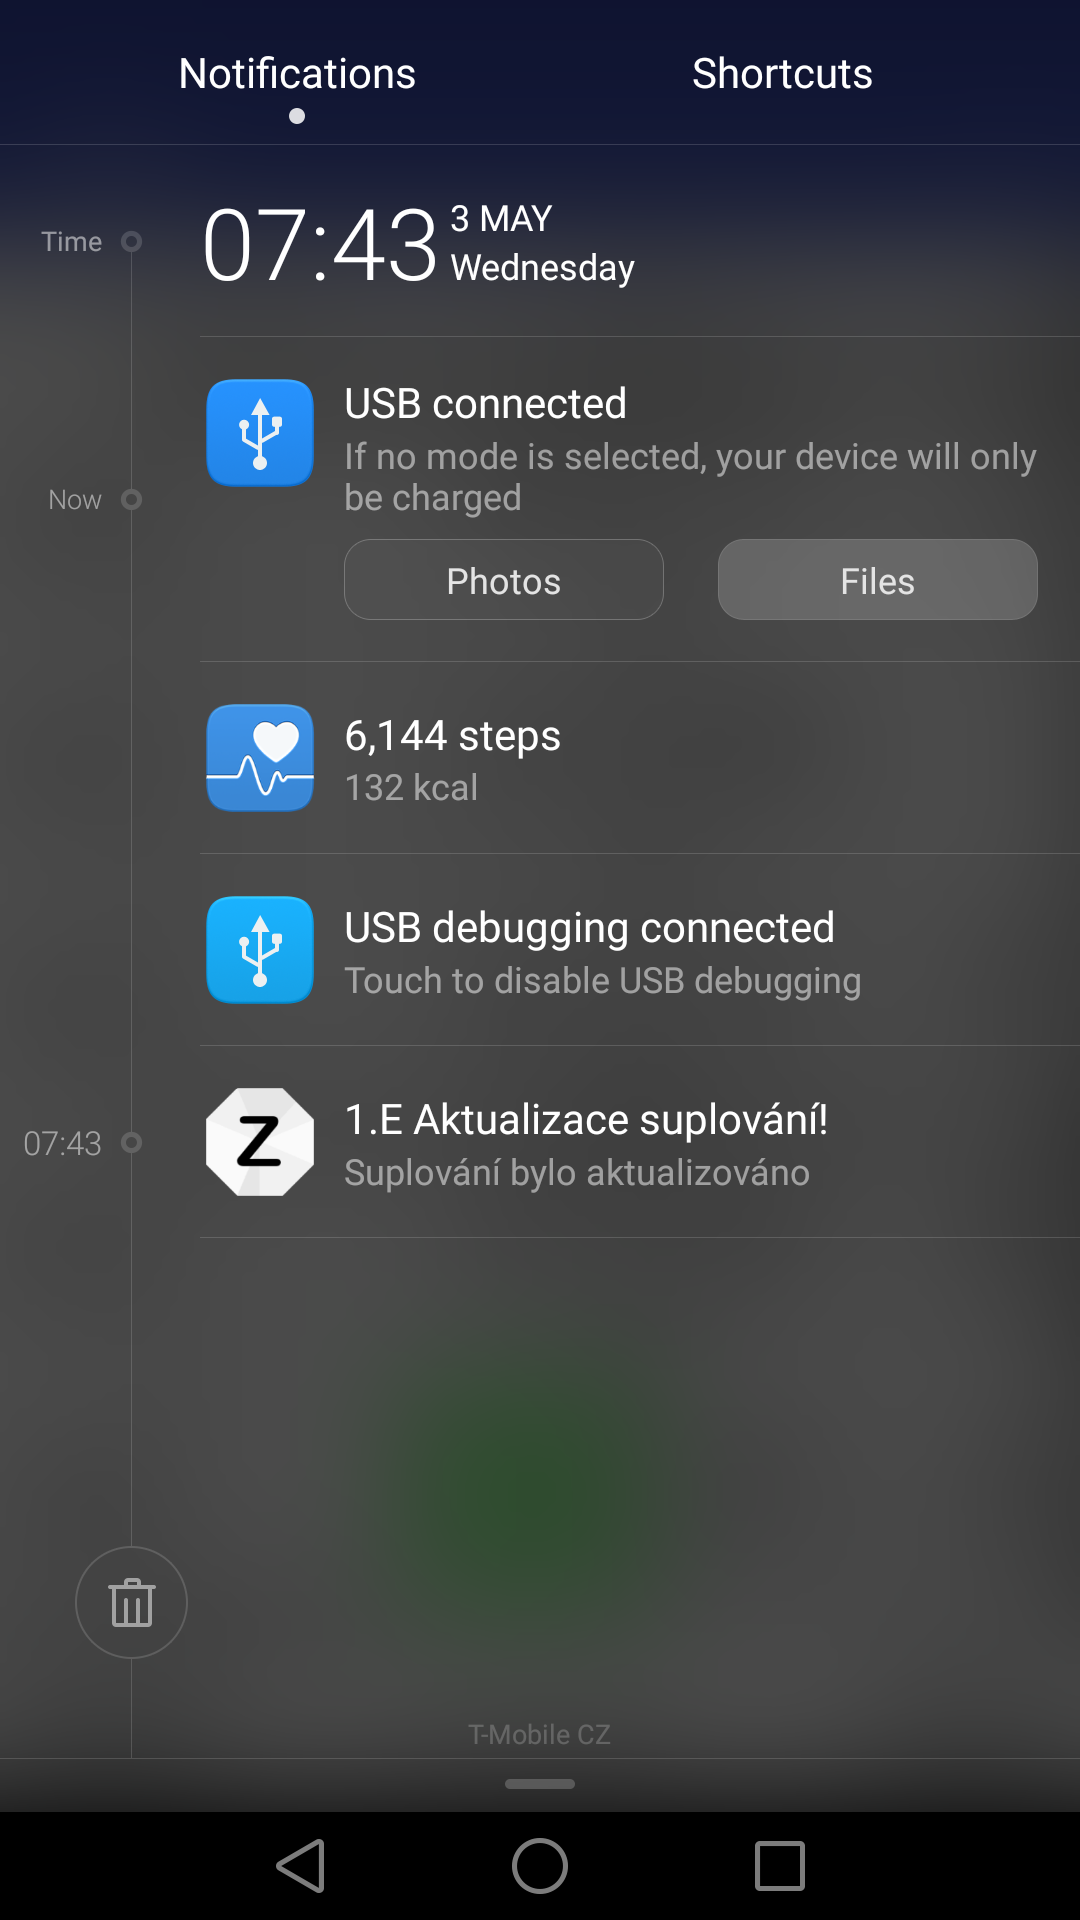 Notifications
Shortcuts
Time
07:43
3 MAY
Wednesday
Now
USB connected
If no mode is selected, your device will only
be charged
Photos
Files
6,144 steps
132 kcal
USB debugging connected
Touch to disable USB debugging
07:43
Z
1.E Aktualizace suplování!
Suplování bylo aktualizováno
T-Mobile CZ